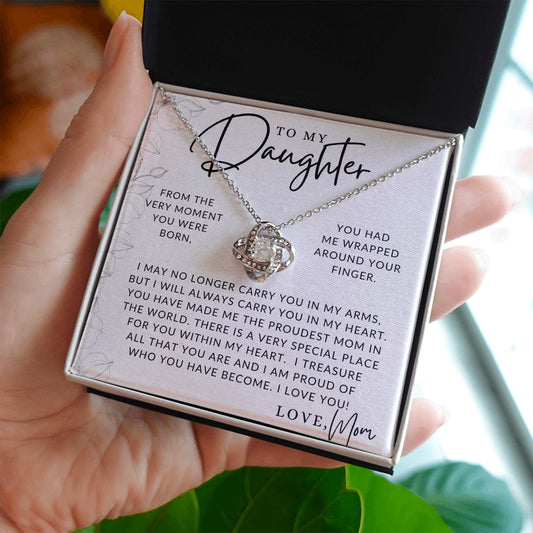 TO MY
Daughter
FROM THE
VERY MOMENT
YOU WERE
BORN,
YOU HAD
ME WRAPPED
AROUND YOUR
FINGER.
I MAY NO LONGER CARRY YOU IN MY ARMS,
BUT I WILL ALWAYS CARRY YOU IN MY HEART.
YOU HAVE MADE ME THE PROUDEST MOM IN
THE WORLD. THERE IS A VERY SPECIAL PLACE
FOR YOU WITHIN MY HEART. I TREASURE
ALL THAT YOU ARE AND I AM PROUD OF
WHO YOU HAVE BECOME. I LOVE YOU!
LOVE, Mom